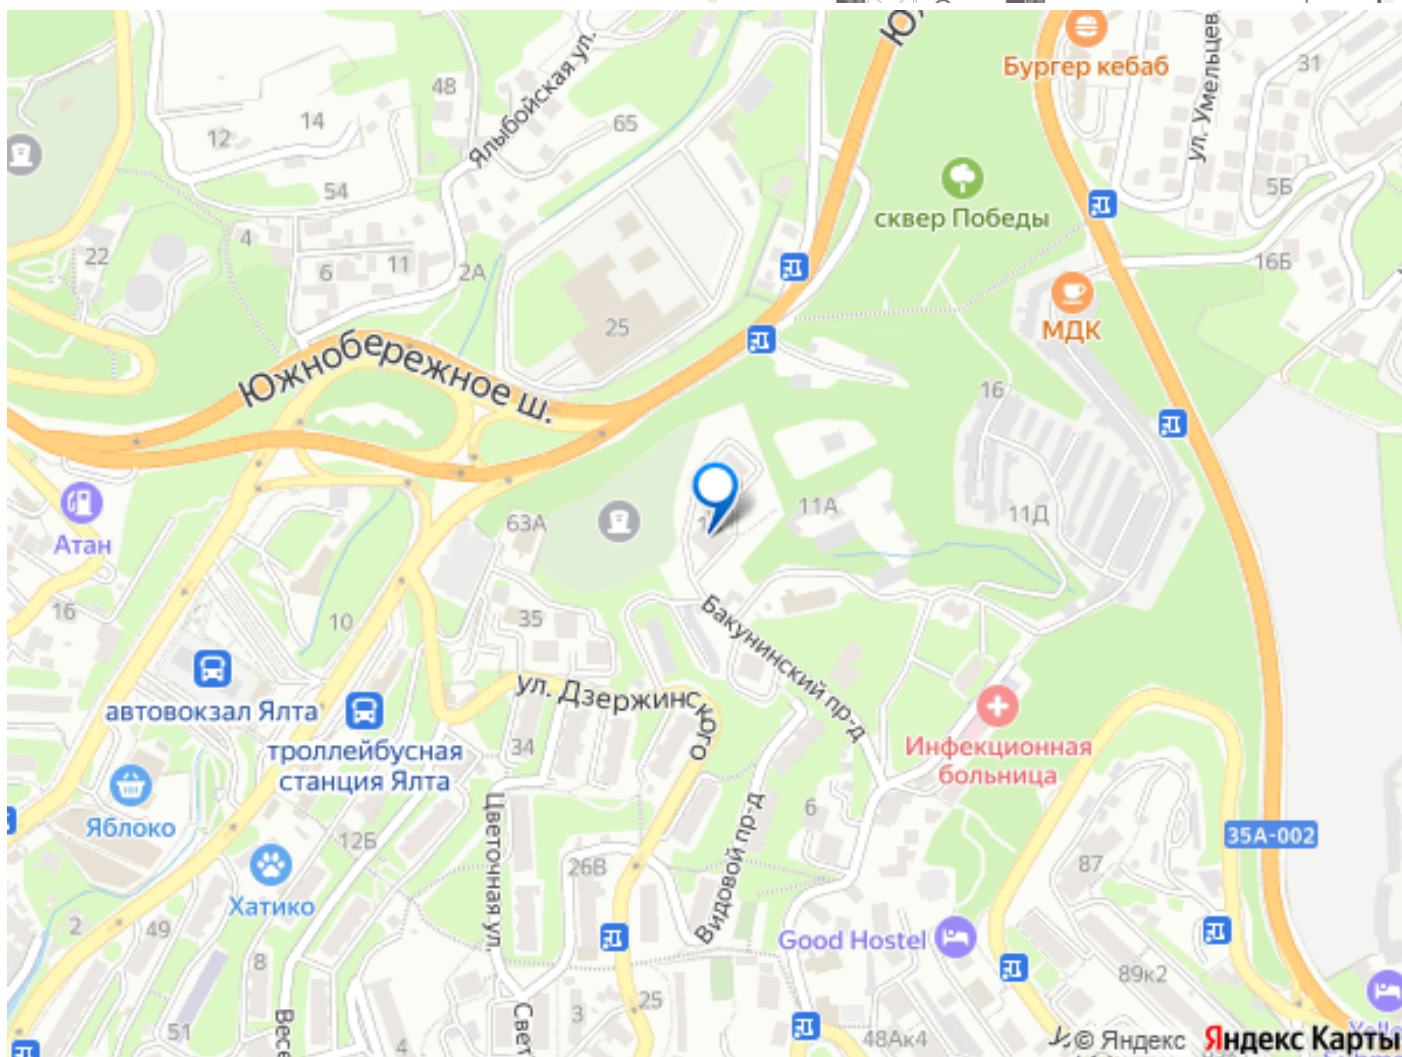 Бургер кебаб
ул. Умельцев
31
48
Ялыбойская ул.
14
12
65
54
5Б
сквер Победы
4
22
6
11
2А
16Б
25
МДК
Южнобережное ш.
16
63А
11А
11Д
Атан
16
10
35
Бакунинский пр-д
автовокзал Ялта
ул. Дзержинского
троллейбусная
станция Ялта
34
Инфекционная
больница
Яблоко
Цветочная ул.
Видовой пр-д
6
12Б
26В
35А-002
87
Хатико
2
49
Good Hostel
8
89к2
25
3
51
4
48Ак4
© Яндекс
Яндекс Карты